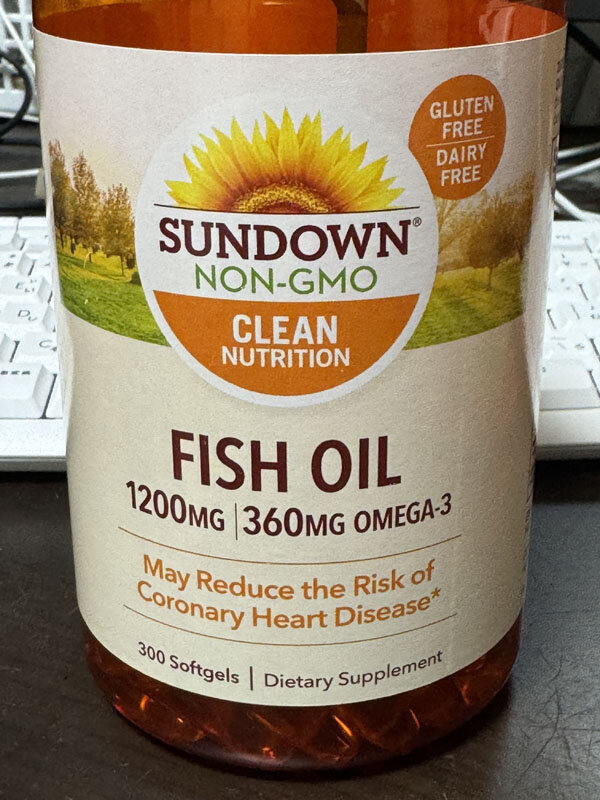 GLUTEN
FREE
DAIRY
FREE
SUNDOWN®
NON-GMO
CLEAN
NUTRITION
FISH OIL
1200MG | 360MG OMEGA-3
May Reduce the Risk of
Coronary Heart Disease*
300 Softgels | Dietary Supplement